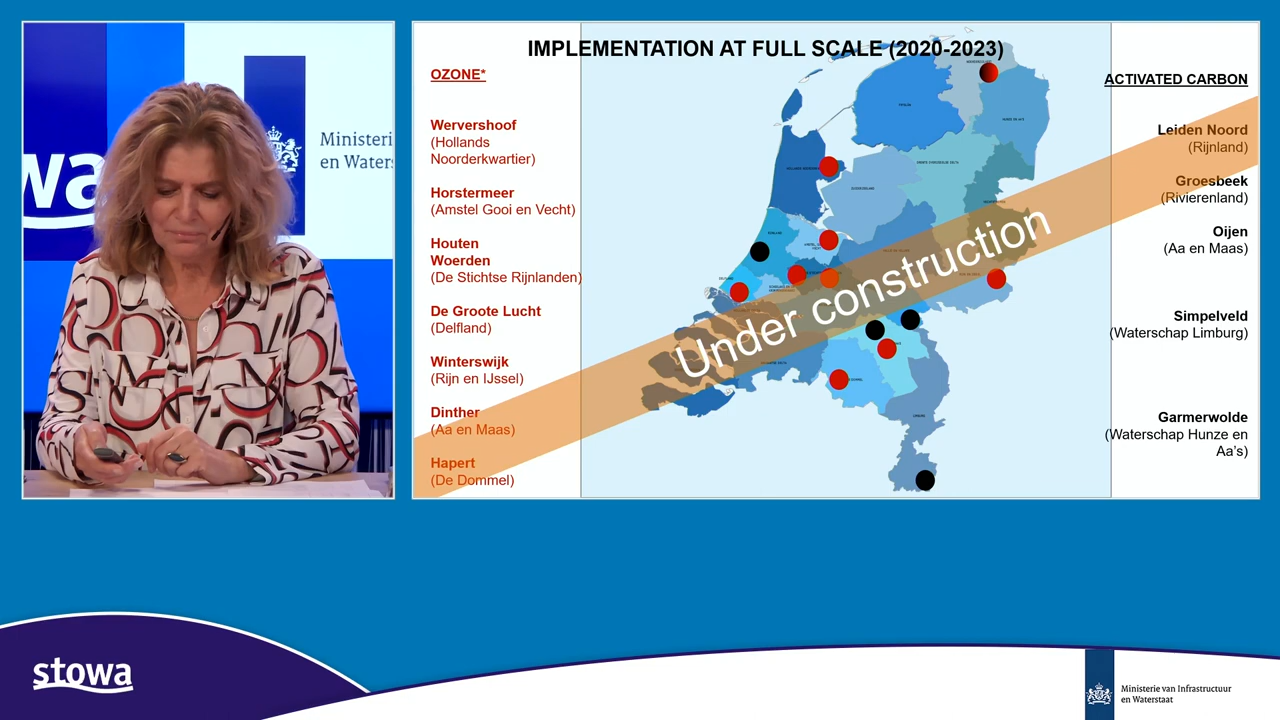 wa
Ministeri
en Waters
IMPLEMENTATION AT FULL SCALE (2020-2023)
OZONE*
Wervershoof
(Hollands
Noorderkwartier)
Horstermeer
(Amstel Gooi en Vecht)
Houten
Woerden
(De Stichtse Rijnlanden)
De Groote Lucht
(Delfland)
Winterswijk
(Rijn en IJssel)
Dinther
(Aa en Maas)
Hapert
(De Dommel)
Under construction
ACTIVATED CARBON
Leiden Noord
(Rijnland)
Groesbeek
(Rivierenland)
Oijen
(Aa en Maas)
Simpelveld
(Waterschap Limburg)
Garmerwolde
(Waterschap Hunze en
Aa's)
stowa
Ministerie van Infrastructuur
en Waterstaat